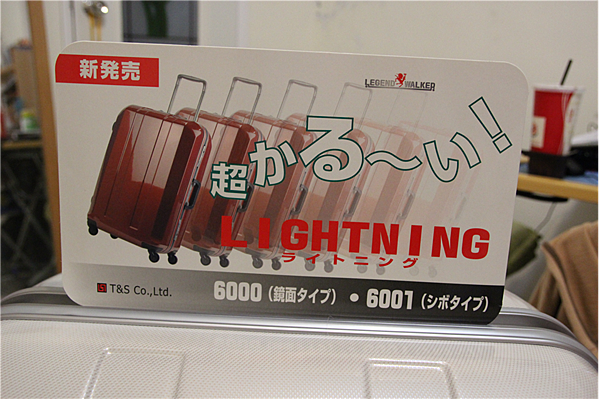 新発売
LEGEND WALKER
超かる〜い!
LIGHTNING
ライトニング
T&S Co.,Ltd.
6000(鏡面タイプ)・6001(シボタイプ)